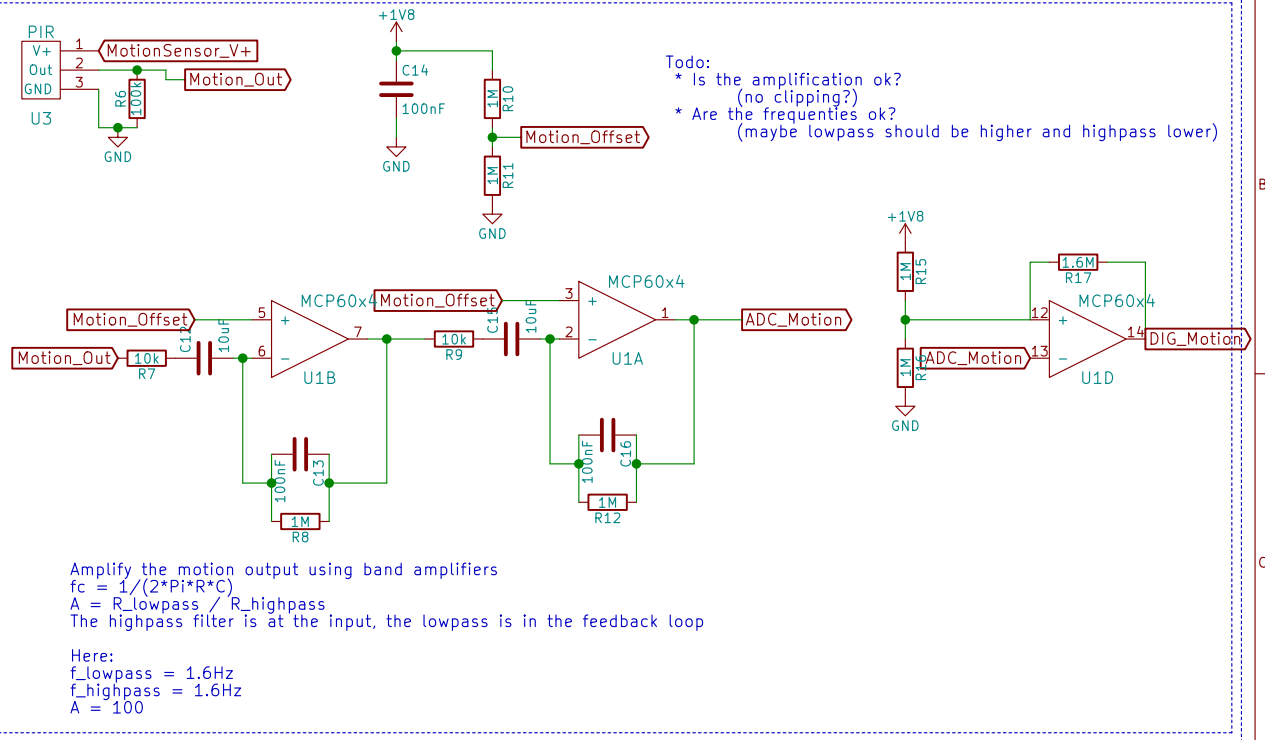 PIR
V+ 1 MotionSensor_V+
Out 2 Motion_Out
GND 3
R6
100k
U3
GND
+1V8
C14
100nF
GND
1M R10
Motion_Offset
1M R11
GND
Todo:
* Is the amplification ok?
(no clipping?)
* Are the frequenties ok?
(maybe lowpass should be higher and highpass lower)
B
Motion_Offset
Motion_Out
10k
R7
C12
10uF
5
+
6
−
7
MCP60x4
U1B
100nF
C13
1M
R8
Motion_Offset
10k
R9
C15
10uF
3
+
2
−
1
MCP60x4
U1A
ADC_Motion
100nF
C16
1M
R12
+1V8
1M R15
1M R16
GND
ADC_Motion
12
+
13
−
14
MCP60x4
U1D
1.6M
R17
DIG_Motion
C
Amplify the motion output using band amplifiers
fc = 1/(2*Pi*R*C)
A = R_lowpass / R_highpass
The highpass filter is at the input, the lowpass is in the feedback loop
Here:
f_lowpass = 1.6Hz
f_highpass = 1.6Hz
A = 100